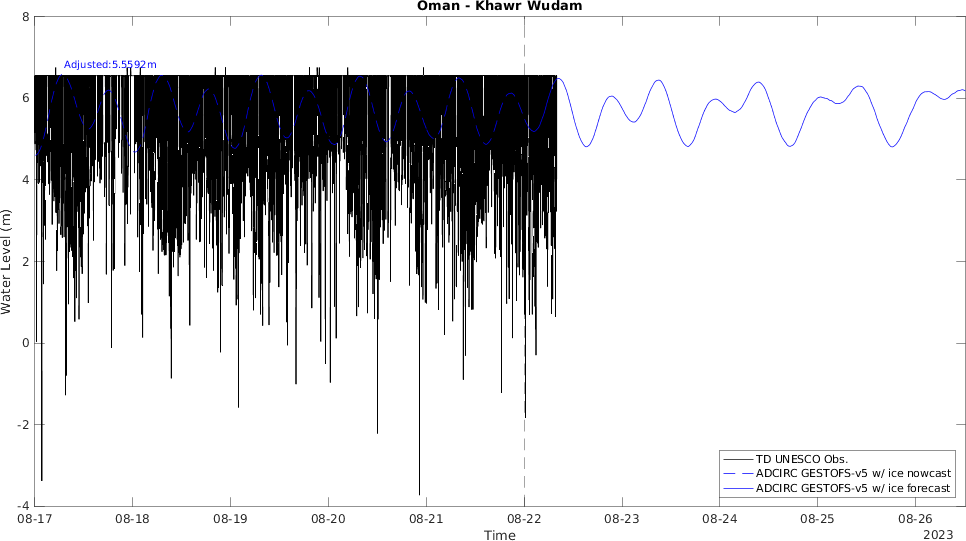 Oman - Khawr Wudam
Adjusted:5.5592m
Water Level (m)
8
6
4
2
0
-2
-4
08-17 08-18 08-19 08-20 08-21 08-22 08-23 08-24 08-25 08-26
Time
2023
TD UNESCO Obs.
ADCIRC GESTOFS-v5 w/ ice nowcast
ADCIRC GESTOFS-v5 w/ ice forecast